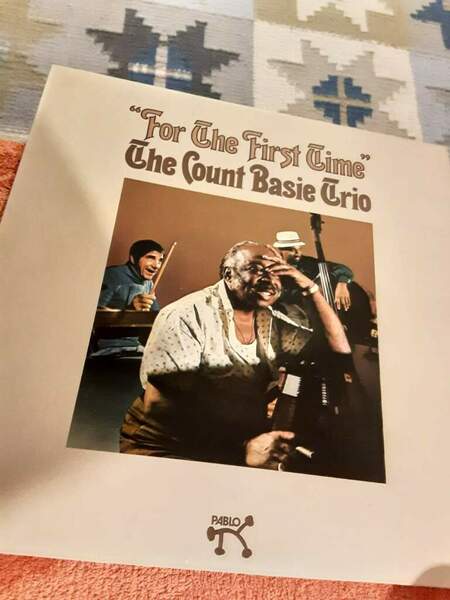 “For The First Time”
The Count Basie Trio
PABLO